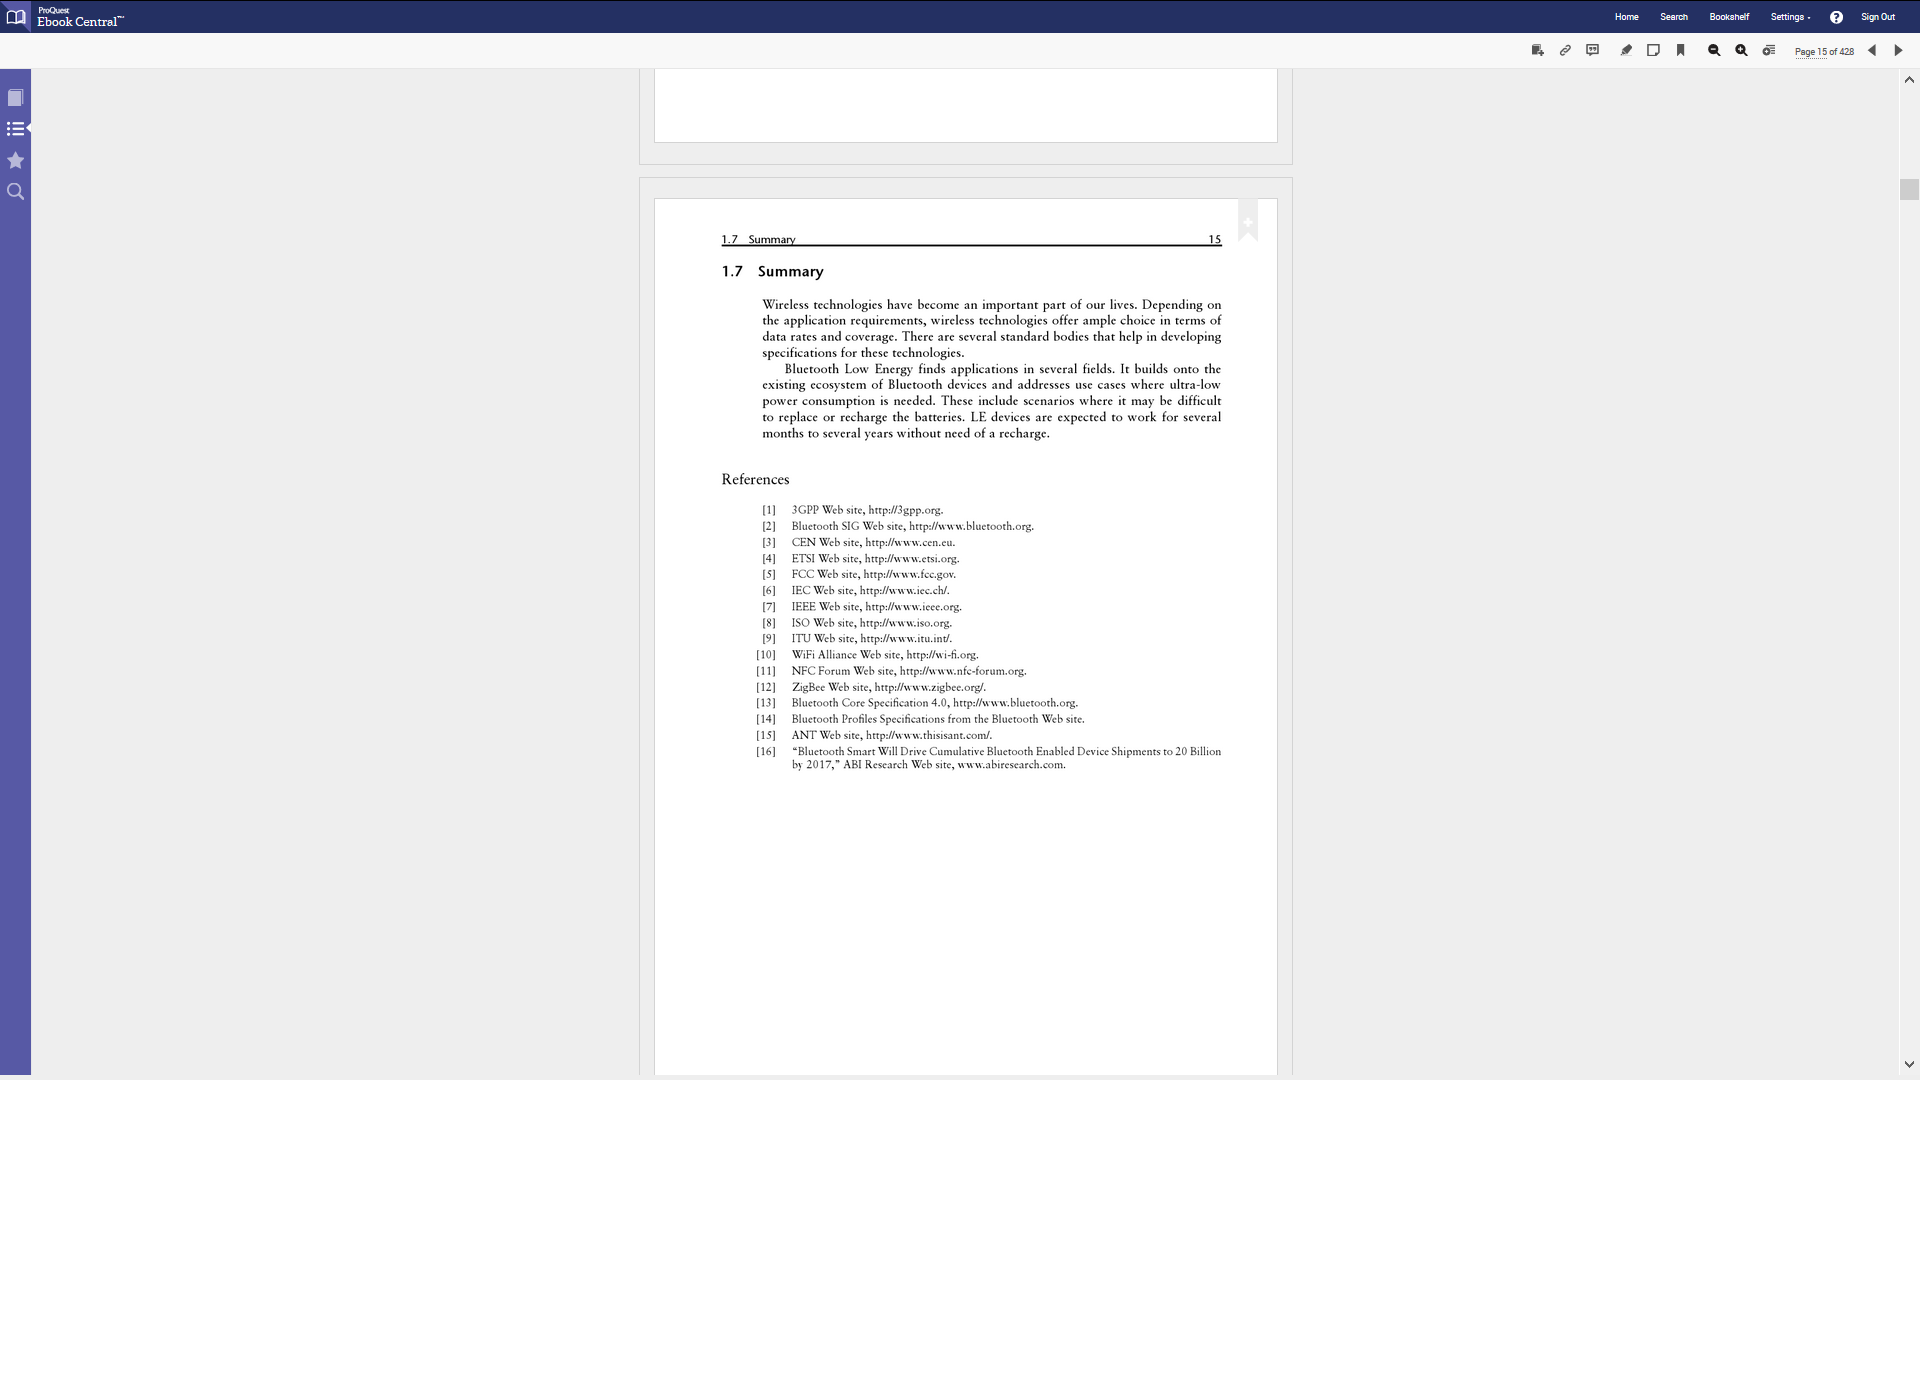 ProQuest
Ebook Central™
Home Search Bookshelf Settings Sign Out
Page 15 of 428
1.7 Summary 15
1.7 Summary
Wireless technologies have become an important part of our lives. Depending on
the application requirements, wireless technologies offer ample choice in terms of
data rates and coverage. There are several standard bodies that help in developing
specifications for these technologies.
Bluetooth Low Energy finds applications in several fields. It builds onto the
existing ecosystem of Bluetooth devices and addresses use cases where ultra-low
power consumption is needed. These include scenarios where it may be difficult
to replace or recharge the batteries. LE devices are expected to work for several
months to several years without need of a recharge.
References
[1] 3GPP Web site, http://3gpp.org.
[2] Bluetooth SIG Web site, http://www.bluetooth.org.
[3] CEN Web site, http://www.cen.eu.
[4] ETSI Web site, http://www.etsi.org.
[5] FCC Web site, http://www.fcc.gov.
[6] IEC Web site, http://www.iec.ch/.
[7] IEEE Web site, http://www.ieee.org.
[8] ISO Web site, http://www.iso.org.
[9] ITU Web site, http://www.itu.int/.
[10] WiFi Alliance Web site, http://wi-fi.org.
[11] NFC Forum Web site, http://www.nfc-forum.org.
[12] ZigBee Web site, http://www.zigbee.org/.
[13] Bluetooth Core Specification 4.0, http://www.bluetooth.org.
[14] Bluetooth Profiles Specifications from the Bluetooth Web site.
[15] ANT Web site, http://www.thisisant.com/.
[16] “Bluetooth Smart Will Drive Cumulative Bluetooth Enabled Device Shipments to 20 Billion
by 2017,” ABI Research Web site, www.abiresearch.com.